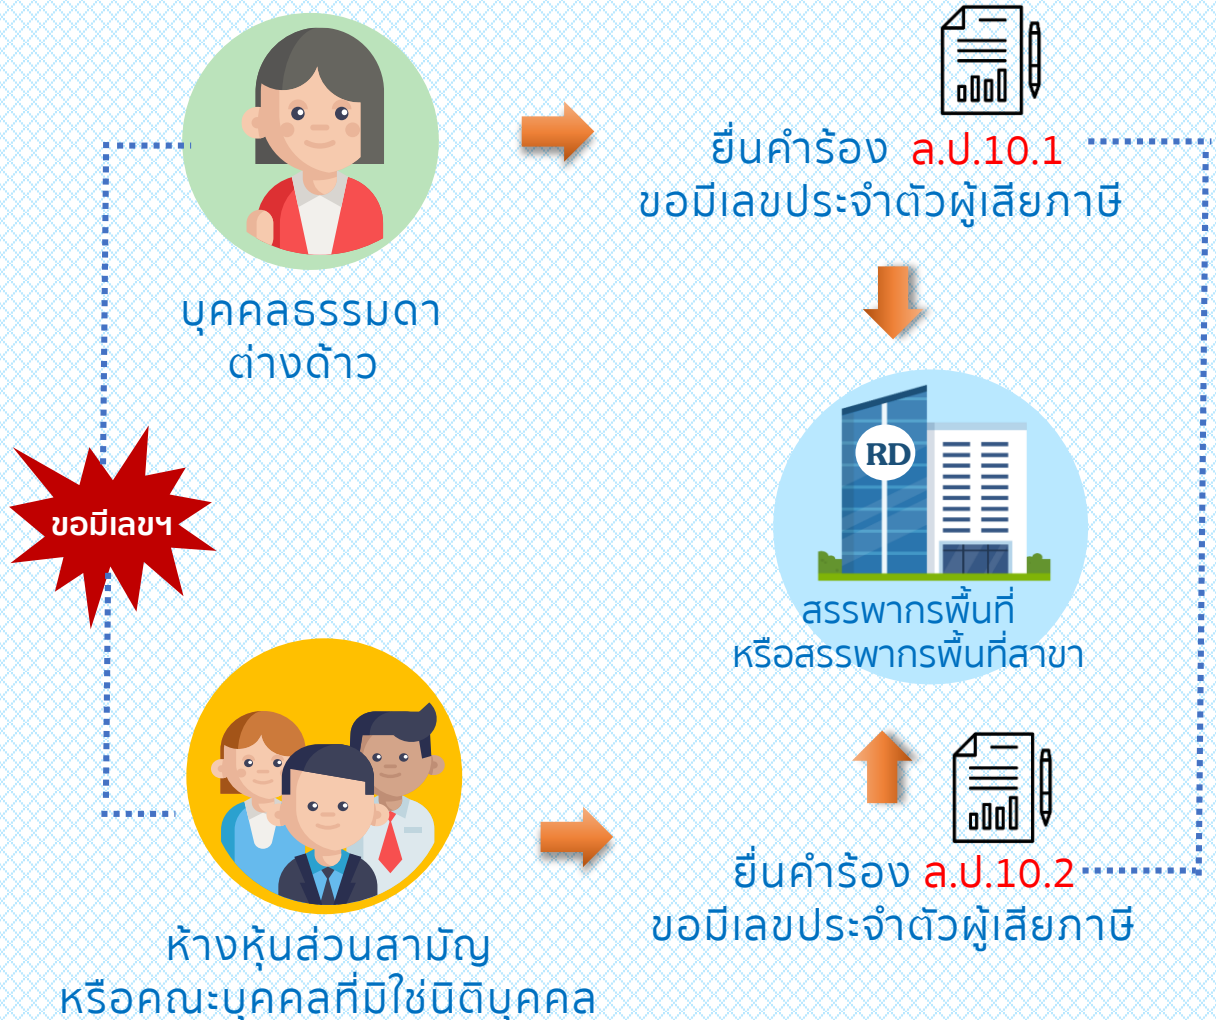 ยื่นคำร้อง ล.ป.10.1
ขอมีเลขประจำตัวผู้เสียภาษี
บุคคลธรรมดา
ต่างด้าว
RD
ขอมีเลขฯ
สรรพากรพื้นที่
หรือสรรพากรพื้นที่สาขา
ยื่นคำร้อง ล.ป.10.2
ขอมีเลขประจำตัวผู้เสียภาษี
ห้างหุ้นส่วนสามัญ
หรือคณะบุคคลที่มิใช่นิติบุคคล